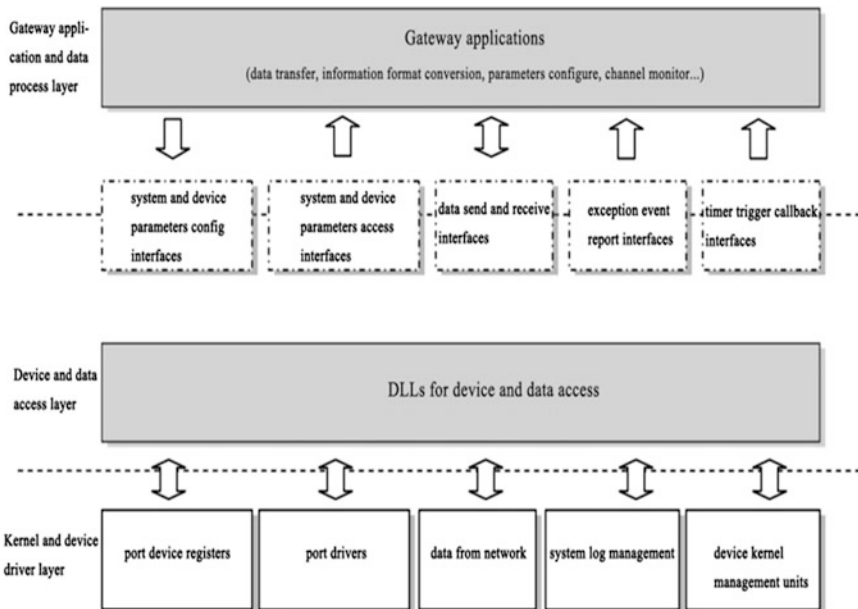 Gateway appli-
cation and data
process layer
Gateway applications
(data transfer, information format conversion, parameters configure, channel monitor...)
system and device
parameters config
interfaces
system and device
parameters access
interfaces
data send and receive
interfaces
exception event
report interfaces
timer trigger callback
interfaces
Device and data
access layer
DLLs for device and data access
Kernel and device
driver layer
port device registers
port drivers
data from network
system log management
device kernel
management units